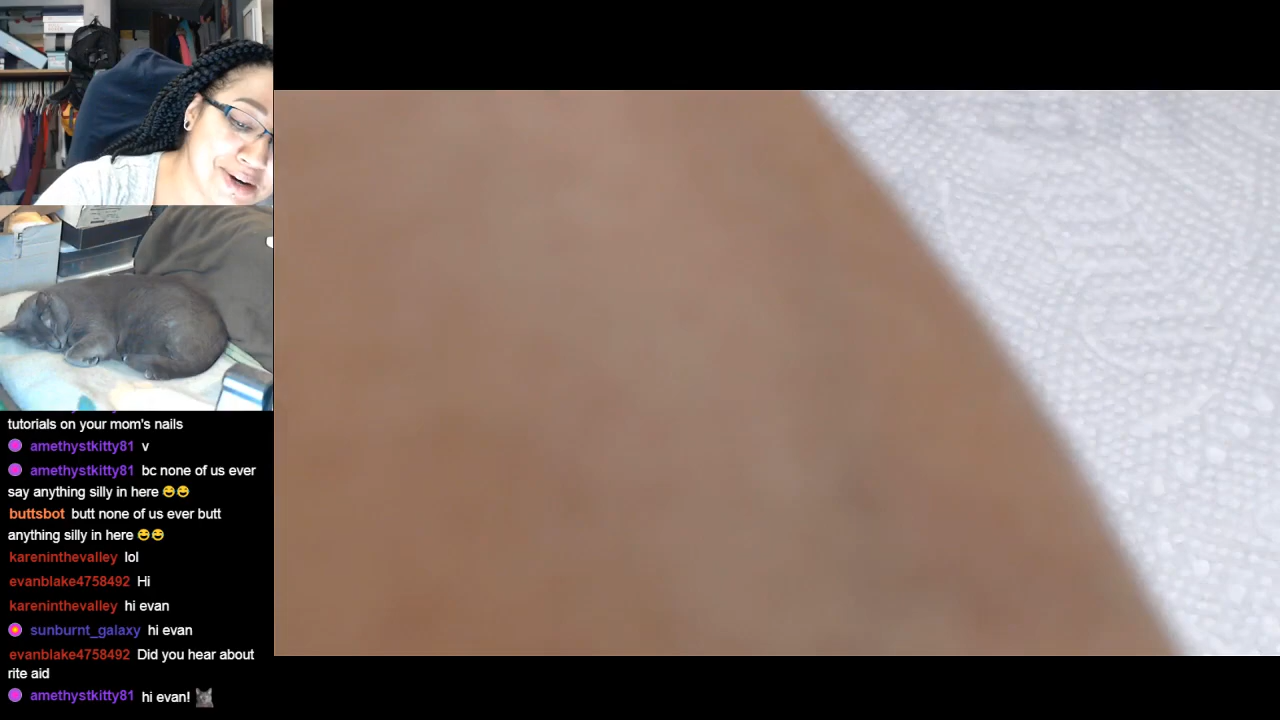 tutorials on your mom's nails
amethystkitty81 v
amethystkitty81 bc none of us ever
say anything silly in here 😂😂
buttsbot butt none of us ever butt
anything silly in here 😂😂
kareninthevalley lol
evanblake4758492 Hi
kareninthevalley hi evan
sunburnt_galaxy hi evan
evanblake4758492 Did you hear about
rite aid
amethystkitty81 hi evan!